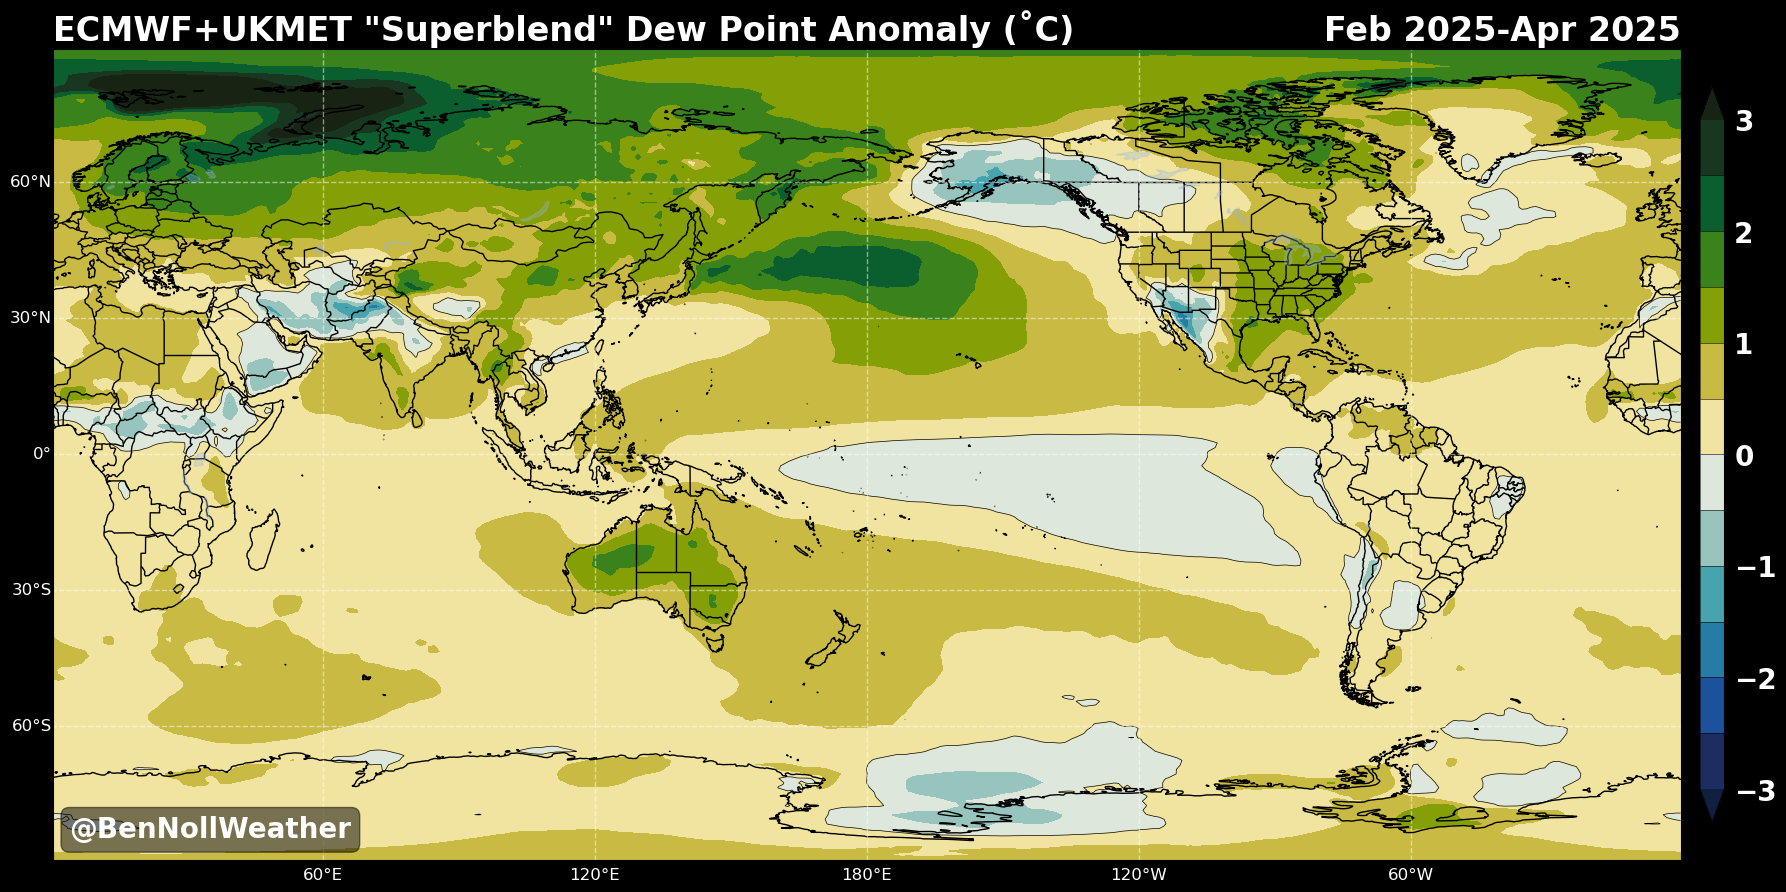 ECMWF+UKMET "Superblend" Dew Point Anomaly (˚C)
Feb 2025-Apr 2025
60°N
30°N
0°
30°S
60°S
3
2
1
0
−1
−2
−3
@BenNollWeather
60°E
120°E
180°E
120°W
60°W